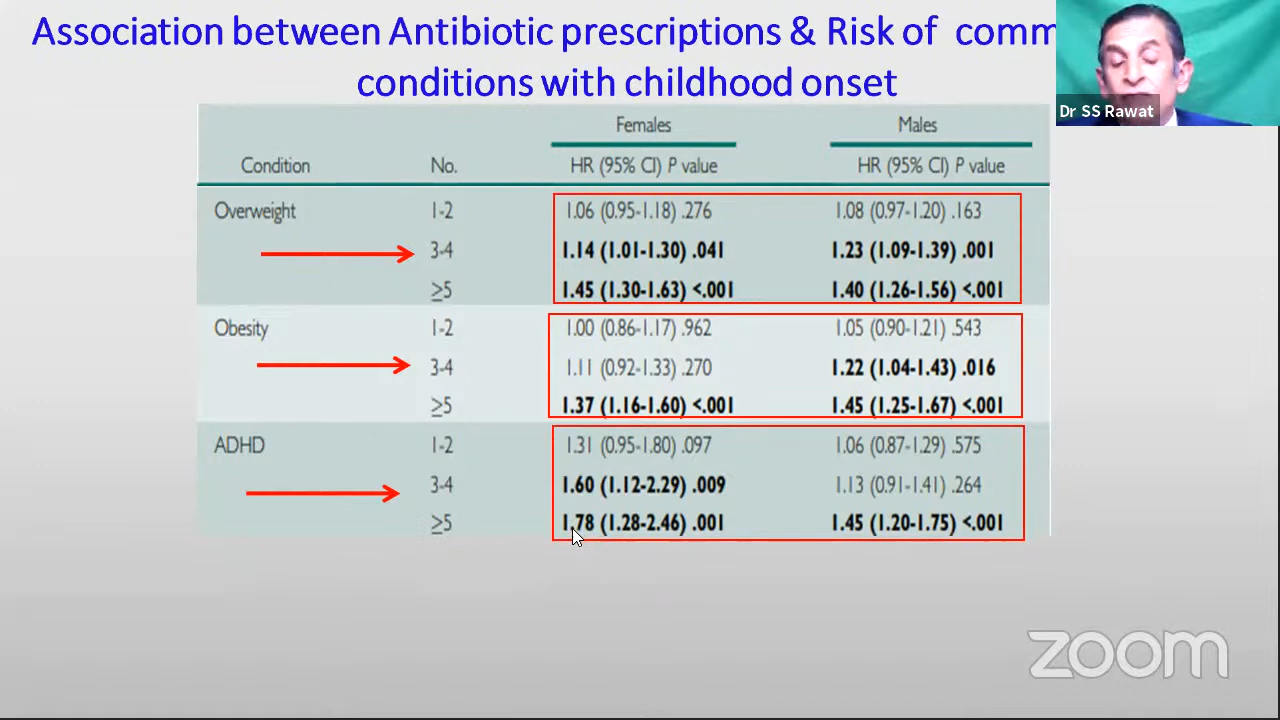 Association between Antibiotic prescriptions & Risk of comm
conditions with childhood onset
Dr SS Rawat
Females Males
Condition No. HR (95% CI) P value HR (95% CI) P value
Overweight 1-2 1.06 (0.95-1.18) .276 1.08 (0.97-1.20) .163
3-4 1.14 (1.01-1.30) .041 1.23 (1.09-1.39) .001
≥5 1.45 (1.30-1.63) <.001 1.40 (1.26-1.56) <.001
Obesity 1-2 1.00 (0.86-1.17) .962 1.05 (0.90-1.21) .543
3-4 1.11 (0.92-1.33) .270 1.22 (1.04-1.43) .016
≥5 1.37 (1.16-1.60) <.001 1.45 (1.25-1.67) <.001
ADHD 1-2 1.31 (0.95-1.80) .097 1.06 (0.87-1.29) .575
3-4 1.60 (1.12-2.29) .009 1.13 (0.91-1.41) .264
≥5 1.78 (1.28-2.46) .001 1.45 (1.20-1.75) <.001
zoom